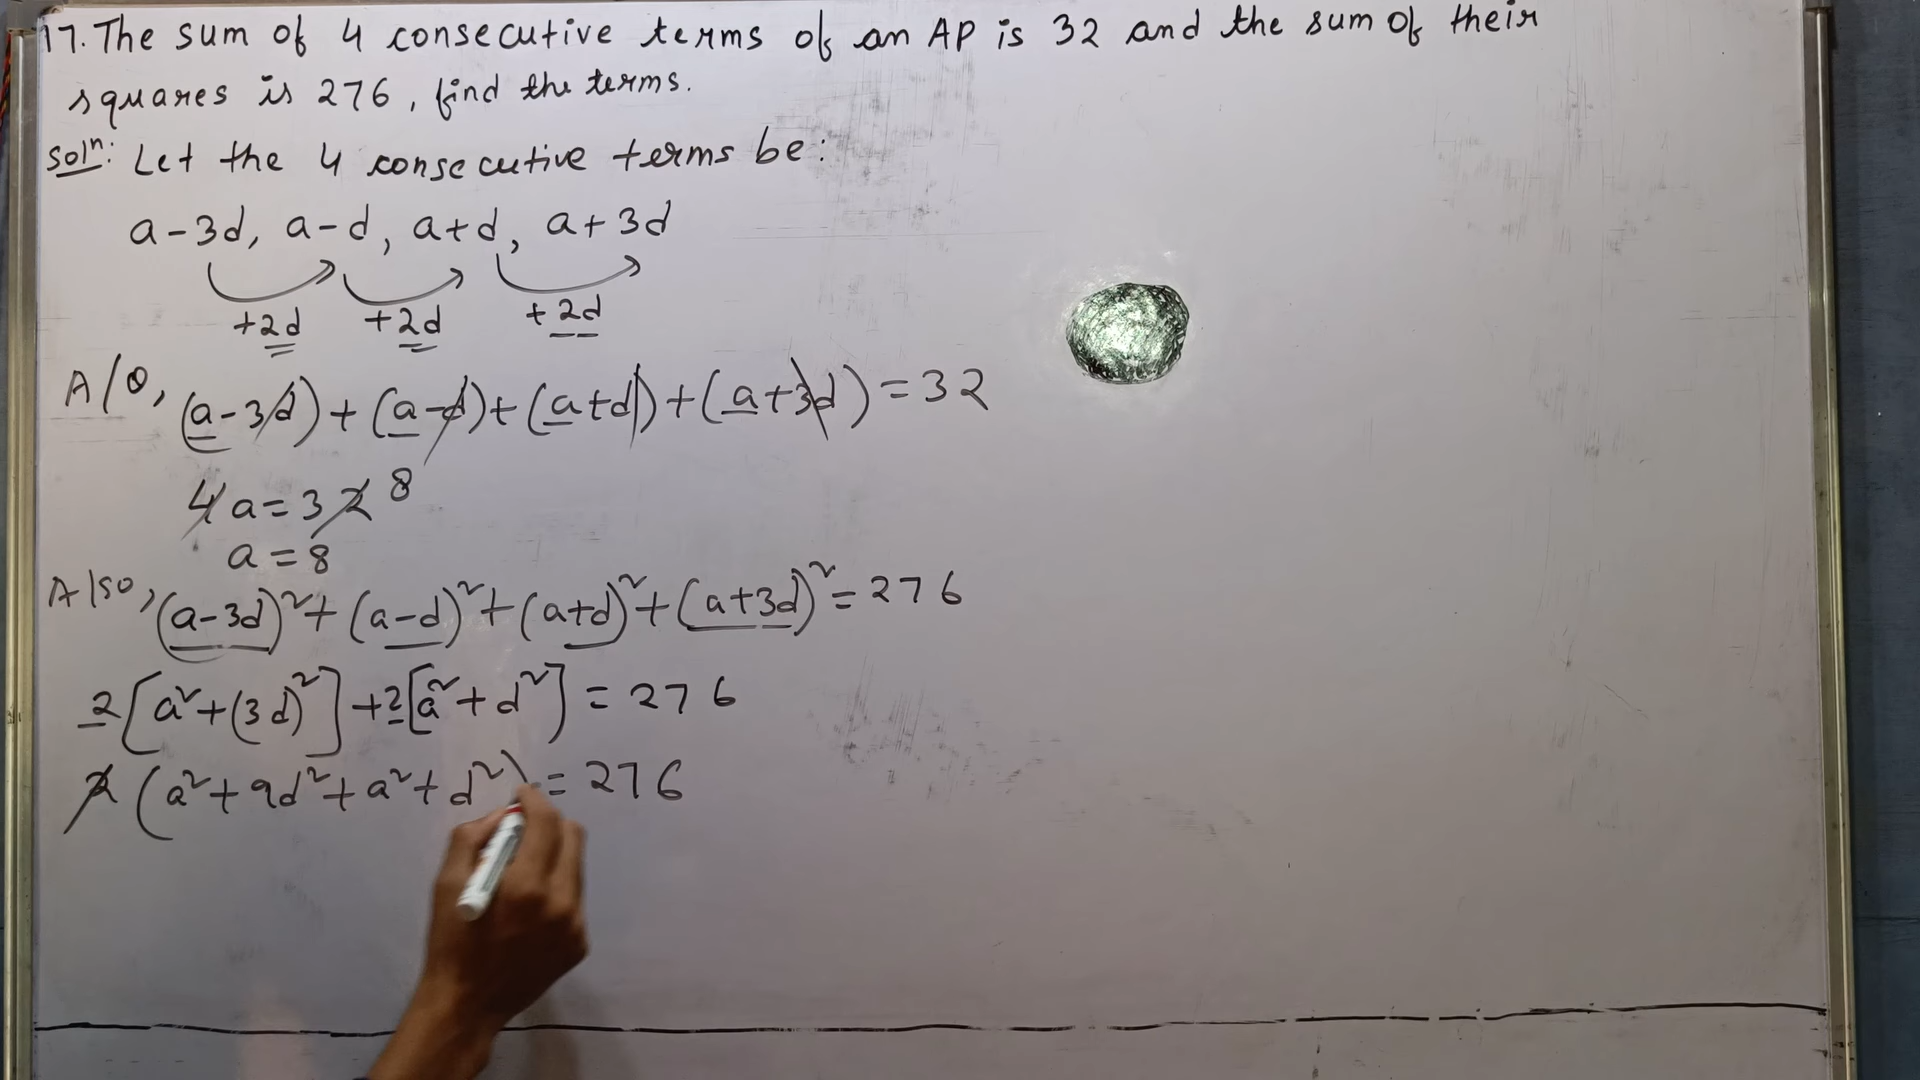 17. The sum of 4 consecutive terms of an AP is 32 and the sum of their
squares is 276, find the terms.
Solⁿ: Let the 4 consecutive terms be:
a-3d, a-d, a+d, a+3d
+2d +2d +2d
A/Q, (a-3d)+(a-d)+(a+d)+(a+3d)=32
4a=32 8
a=8
Also, (a-3d)²+(a-d)²+(a+d)²+(a+3d)²=276
2[a²+(3d)²]+2[a²+d²]=276
2(a²+9d²+a²+d²)=276